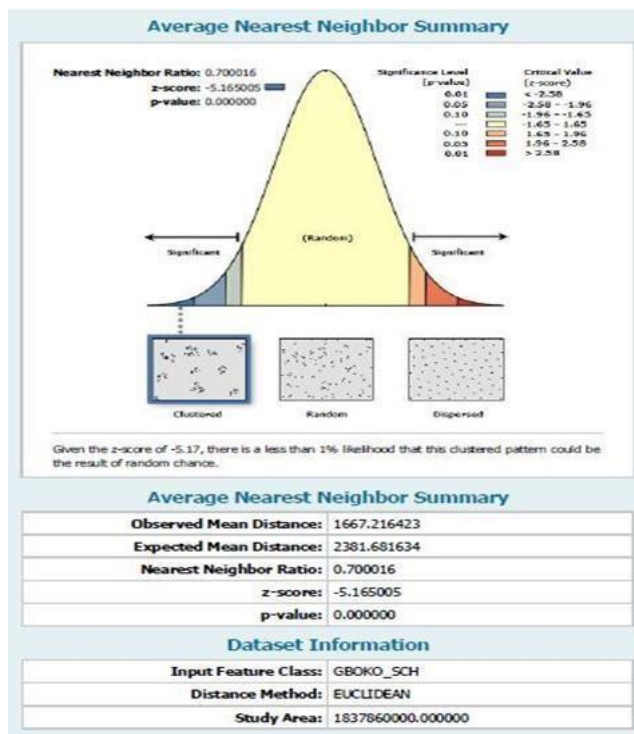 Average Nearest Neighbor Summary
Nearest Neighbor Ratio: 0.700016
z-score: -5.165005
p-value: 0.000000
Significance Level (p-value)
Critical Value (z-score)
0.01 < -2.58
0.05 -2.58 - -1.96
0.10 -1.96 - -1.65
--- -1.65 - 1.65
0.10 1.65 - 1.96
0.05 1.96 - 2.58
0.01 > 2.58
(Random)
Significant
Significant
Clustered
Random
Dispersed
Given the z-score of -5.17, there is a less than 1% likelihood that this clustered pattern could be
the result of random chance.
Average Nearest Neighbor Summary
Observed Mean Distance: 1667.216423
Expected Mean Distance: 2381.681634
Nearest Neighbor Ratio: 0.700016
z-score: -5.165005
p-value: 0.000000
Dataset Information
Input Feature Class: GBOKO_SCH
Distance Method: EUCLIDEAN
Study Area: 1837860000.000000